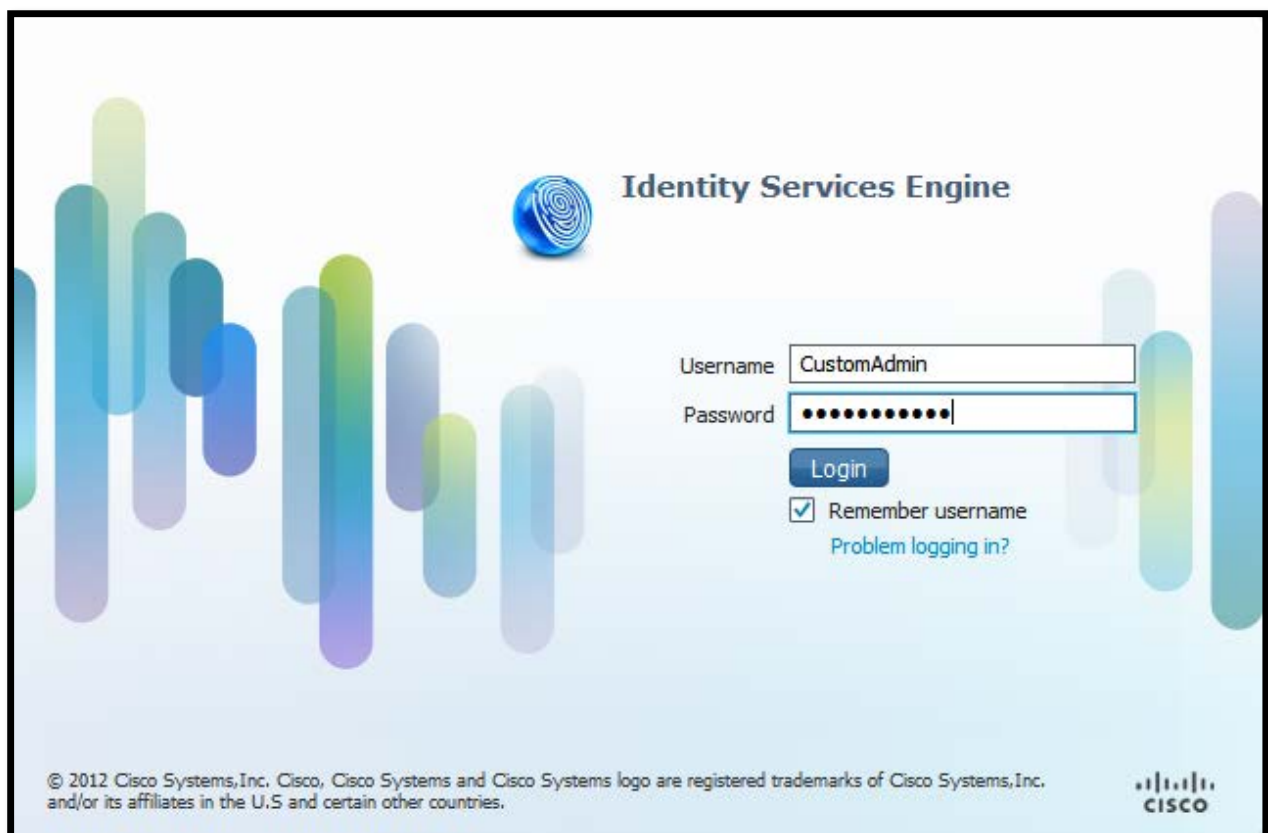 Identity Services Engine
Username CustomAdmin
Password •••••••••••
Login
Remember username
Problem logging in?
© 2012 Cisco Systems,Inc. Cisco, Cisco Systems and Cisco Systems logo are registered trademarks of Cisco Systems,Inc.
and/or its affiliates in the U.S and certain other countries.
CISCO